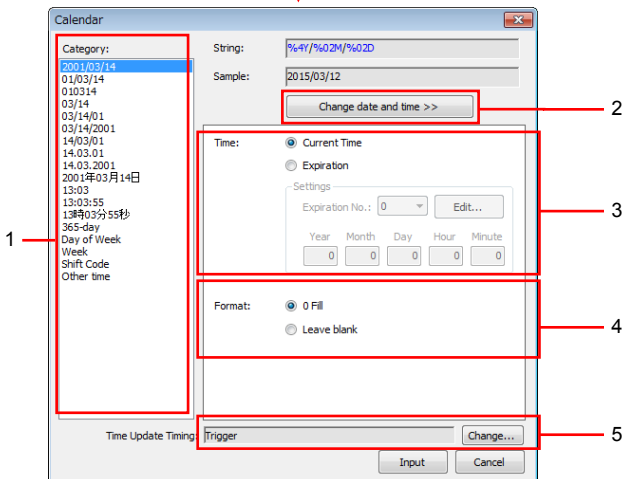 Calendar
Category:
2001/03/14
01/03/14
010314
03/14
03/14/01
03/14/2001
14/03/01
14.03.01
14.03.2001
2001年03月14日
13:03
13:03:55
13時03分55秒
365-day
Day of Week
Week
Shift Code
Other time
String: %4Y/%02M/%02D
Sample: 2015/03/12
Change date and time >>
Time: Current Time
Expiration
Settings
Expiration No.: 0 Edit...
Year Month Day Hour Minute
0 0 0 0 0
Format: 0 Fill
Leave blank
Time Update Timing: Trigger Change...
Input Cancel
1
2
3
4
5